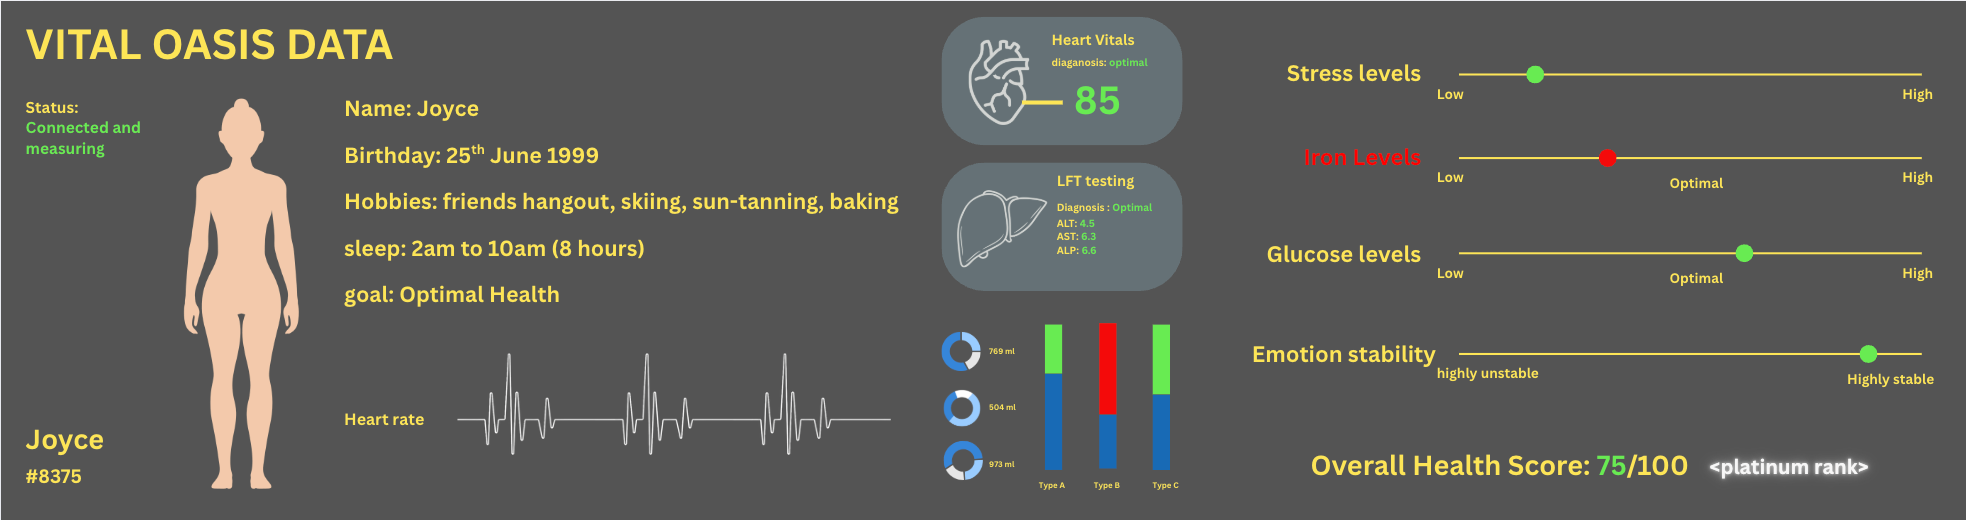 VITAL OASIS DATA
Status:
Connected and
measuring
Joyce
#8375
Name: Joyce
Birthday: 25th June 1999
Hobbies: friends hangout, skiing, sun-tanning, baking
sleep: 2am to 10am (8 hours)
goal: Optimal Health
Heart rate
Heart Vitals
diaganosis: optimal
85
LFT testing
Diagnosis : Optimal
ALT: 4.5
AST: 6.3
ALP: 6.6
769 ml
504 ml
973 ml
Type A Type B Type C
Stress levels
Low High
Iron Levels
Low Optimal High
Glucose levels
Low Optimal High
Emotion stability
highly unstable Highly stable
Overall Health Score: 75/100 <platinum rank>